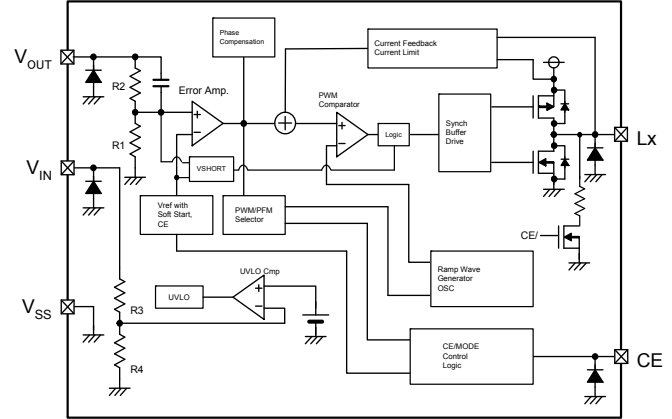 Phase
Compensation
Current Feedback
Current Limit
VOUT
R2
Error Amp.
PWM
Comparator
+
−
+
−
Logic
Synch
Buffer
Drive
Lx
R1
VIN
VSHORT
Vref with
Soft Start,
CE
PWM/PFM
Selector
CE/
Ramp Wave
Generator
OSC
UVLO Cmp
UVLO
+
−
VSS
R3
R4
CE/MODE
Control
Logic
CE